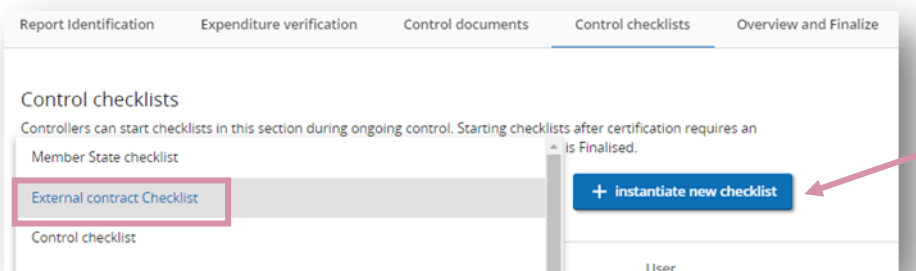 Report Identification Expenditure verification Control documents Control checklists Overview and Finalize
Control checklists
Controllers can start checklists in this section during ongoing control. Starting checklists after certification requires an
is Finalised.
Member State checklist
External contract Checklist
+ instantiate new checklist
Control checklist
User